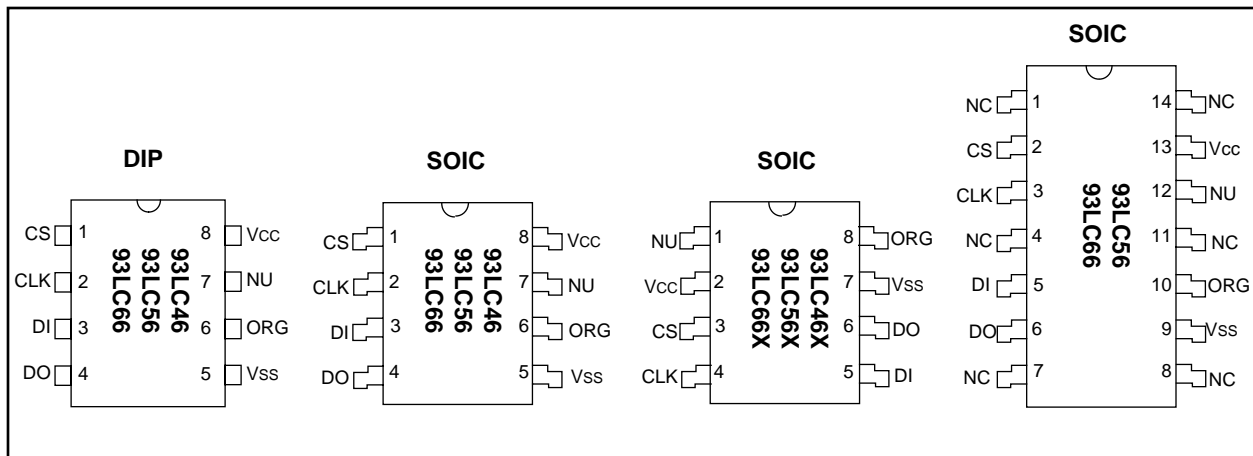 DIP
CS 1 8 VCC
CLK 2 7 NU
DI 3 6 ORG
DO 4 5 VSS
93LC46
93LC56
93LC66
SOIC
CS 1 8 VCC
CLK 2 7 NU
DI 3 6 ORG
DO 4 5 VSS
93LC46
93LC56
93LC66
SOIC
NU 1 8 ORG
VCC 2 7 VSS
CS 3 6 DO
CLK 4 5 DI
93LC46X
93LC56X
93LC66X
SOIC
NC 1 14 NC
CS 2 13 VCC
CLK 3 12 NU
NC 4 11 NC
DI 5 10 ORG
DO 6 9 VSS
NC 7 8 NC
93LC56
93LC66